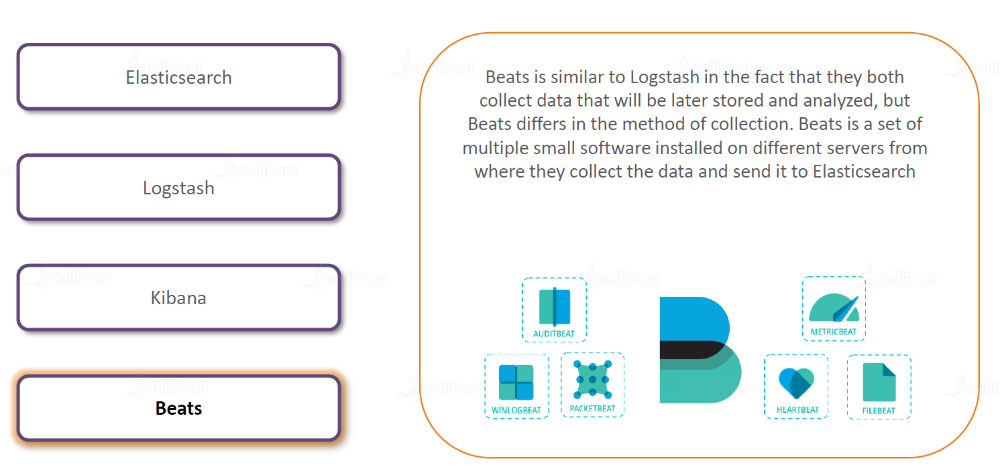 Elasticsearch
Logstash
Kibana
Beats
Beats is similar to Logstash in the fact that they both
collect data that will be later stored and analyzed, but
Beats differs in the method of collection. Beats is a set of
multiple small software installed on different servers from
where they collect the data and send it to Elasticsearch
AUDITBEAT
METRICBEAT
WINLOGBEAT
PACKETBEAT
HEARTBEAT
FILEBEAT